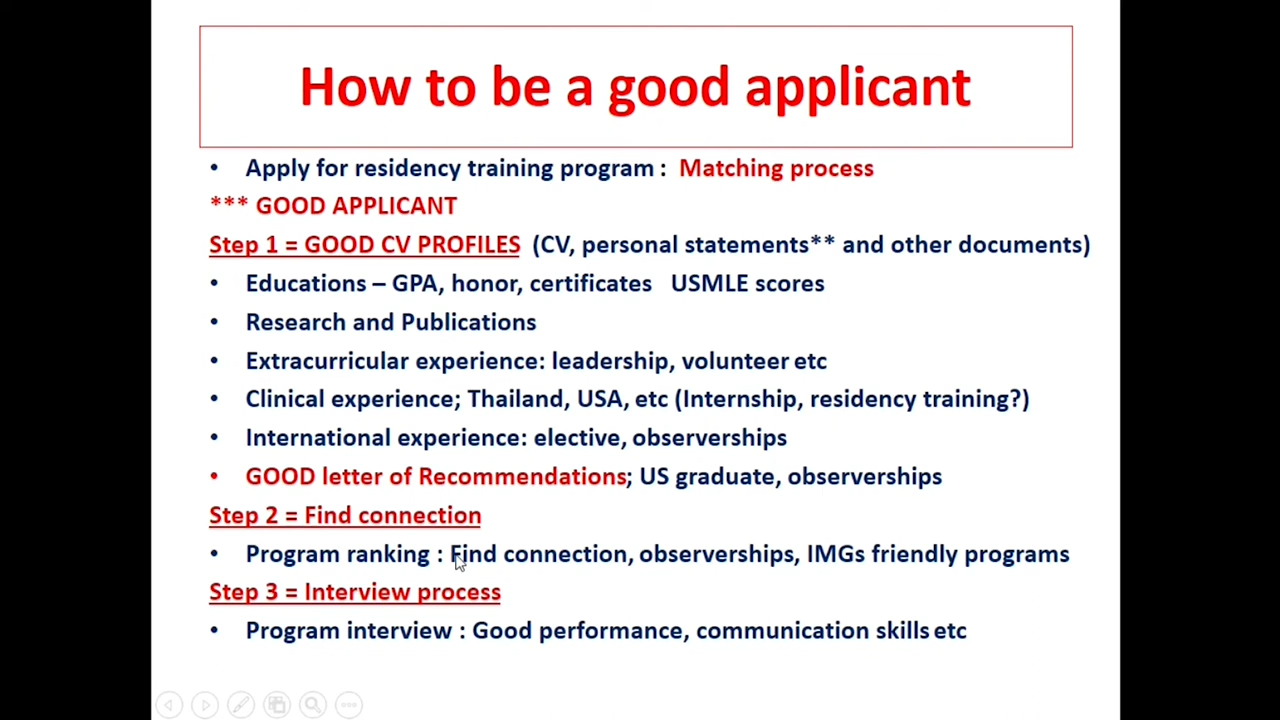 How to be a good applicant
• Apply for residency training program : Matching process
*** GOOD APPLICANT
Step 1 = GOOD CV PROFILES (CV, personal statements** and other documents)
• Educations – GPA, honor, certificates USMLE scores
• Research and Publications
• Extracurricular experience: leadership, volunteer etc
• Clinical experience; Thailand, USA, etc (Internship, residency training?)
• International experience: elective, observerships
• GOOD letter of Recommendations; US graduate, observerships
Step 2 = Find connection
• Program ranking : Find connection, observerships, IMGs friendly programs
Step 3 = Interview process
• Program interview : Good performance, communication skills etc